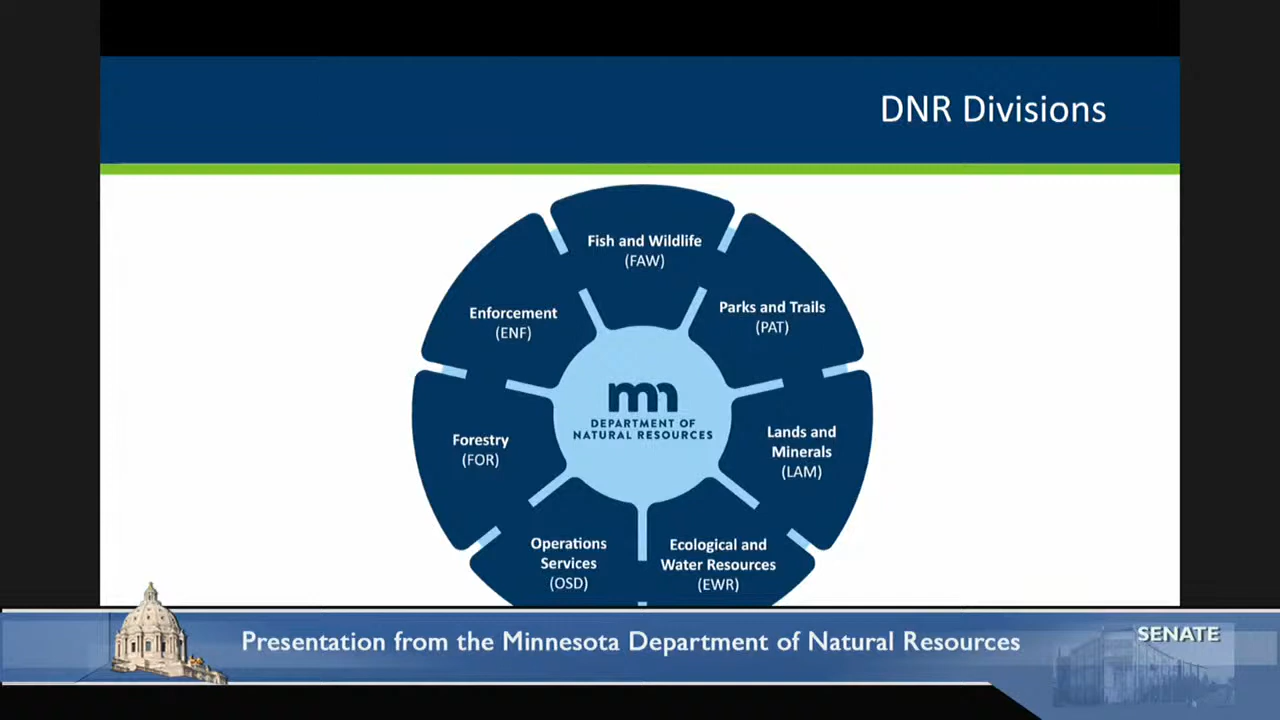 DNR Divisions
Fish and Wildlife
(FAW)
Parks and Trails
(PAT)
Lands and
Minerals
(LAM)
Ecological and
Water Resources
(EWR)
Operations
Services
(OSD)
Forestry
(FOR)
Enforcement
(ENF)
mn
DEPARTMENT OF
NATURAL RESOURCES
Presentation from the Minnesota Department of Natural Resources
SENATE